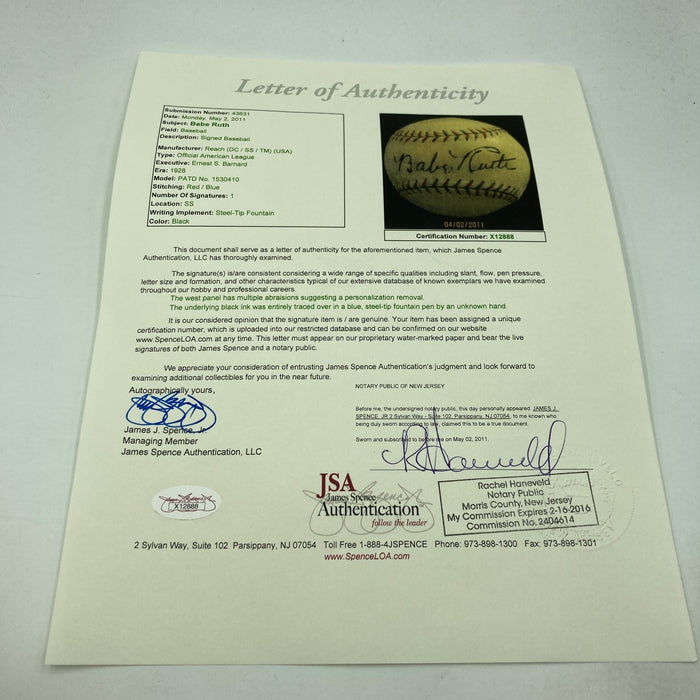 Letter of Authenticity
Submission Number: 43631
Date: Monday, May 2, 2011
Subject: Babe Ruth
Field: Baseball
Description: Signed Baseball
Manufacturer: Reach (DC / SS / TM) (USA)
Type: Official American League
Executive: Ernest S. Barnard
Era: 1928
Model: PATD No. 1530410
Stitching: Red / Blue
Number Of Signatures: 1
Location: SS
Writing Implement: Steel-Tip Fountain
Color: Black
Babe Ruth
04/02/2011
Certification Number: X12888
This document shall serve as a letter of authenticity for the aforementioned item, which James Spence
Authentication, LLC has thoroughly examined.
The signature(s) is/are consistent considering a wide range of specific qualities including slant, flow, pen pressure,
letter size and formation, and other characteristics typical of our extensive database of known exemplars we have examined
throughout our hobby and professional careers.
The west panel has multiple abraisions suggesting a personalization removal.
The underlying black ink was entirely traced over in a blue, steel-tip fountain pen by an unknown hand.
It is our considered opinion that the signature item is / are genuine. Your item has been assigned a unique
certification number, which is uploaded into our restricted database and can be confirmed on our website
www.SpenceLOA.com at any time. This letter must appear on our proprietary water-marked paper and bear the
live signatures of both James Spence and a notary public.
We appreciate your consideration of entrusting James Spence Authentication's judgment and look forward to
examining additional collectibles for you in the near future.
Autographically yours,
James J. Spence, Jr.
Managing Member
James Spence Authentication, LLC
NOTARY PUBLIC OF NEW JERSEY
Before me, the undersigned notary public, this day personally appeared JAMES J.
SPENCE, JR 2 Sylvan Way - Suite 102, Parsippany, NJ 07054, to me known who
being duly sworn according to law, claimed this to be a true document.
Sworn and subscribed to before me on May 02, 2011.
Rachel Haneveld
Notary Public
Morris County, New Jersey
My Commission Expires 2-16-2016
Commission No. 2404614
X12888
JSA
James Spence
Authentication
follow the leader
2 Sylvan Way, Suite 102 Parsippany, NJ 07054 Toll Free 1-888-4JSPENCE Phone: 973-898-1300 Fax: 973-898-1301
www.SpenceLOA.com